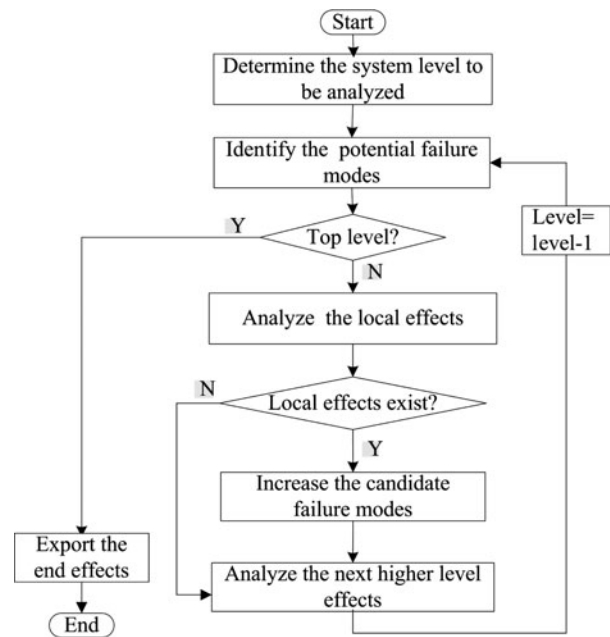 Start
Determine the system level to
be analyzed
Identify the potential failure
modes
Level=
level-1
Y
Top level?
N
Analyze the local effects
N
Local effects exist?
Y
Increase the candidate
failure modes
Export the
end effects
Analyze the next higher level
effects
End